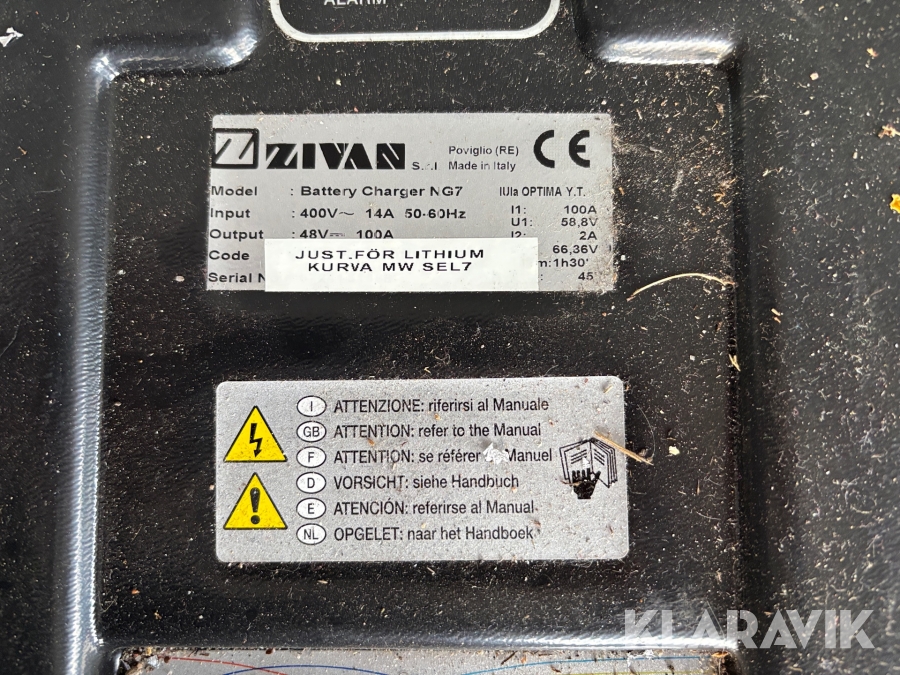 ALARM
ZIVAN S.r.l Poviglio (RE) Made in Italy CE
Model : Battery Charger NG7 IUIa OPTIMA Y.T.
Input : 400V~ 14A 50-60Hz I1: 100A
Output : 48V 100A U1: 58,8V
I2: 2A
Code 66,36V
JUST.FÖR LITHIUM
KURVA MW SEL7
m:1h30'
Serial N : 45'
I ATTENZIONE: riferirsi al Manuale
GB ATTENTION: refer to the Manual
F ATTENTION: se référer Manuel
D VORSICHT: siehe Handbuch
E ATENCIÓN: referirse al Manual
NL OPGELET: naar het Handboek
KLARAVIK